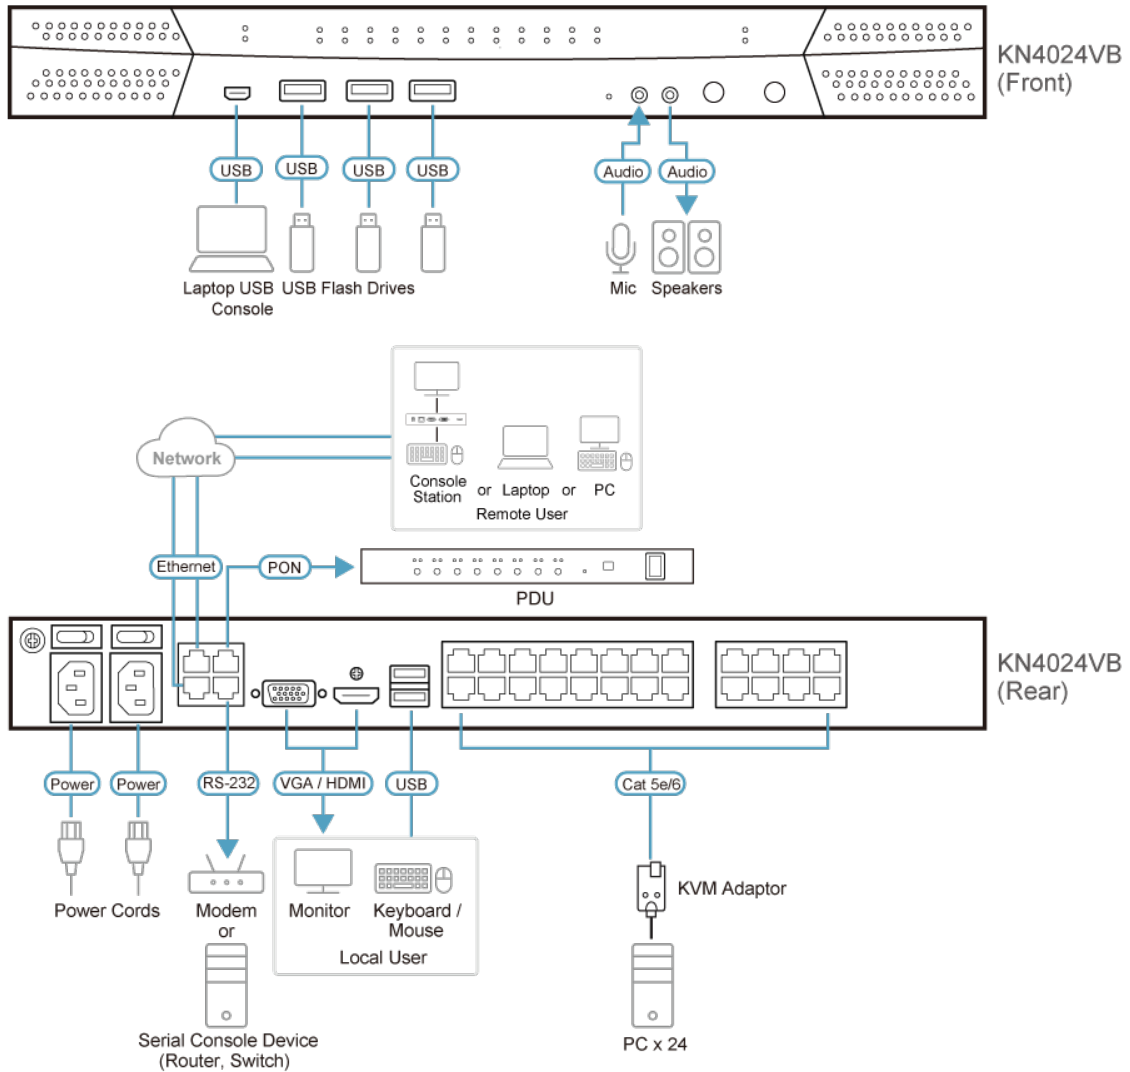 KN4024VB
(Front)
USB
USB
USB
USB
Audio
Audio
Laptop USB
Console
USB Flash Drives
Mic
Speakers
Network
Console
Station
or
Laptop
or
PC
Remote User
Ethernet
PON
PDU
KN4024VB
(Rear)
Power
Power
RS-232
VGA / HDMI
USB
Cat 5e/6
Power Cords
Modem
or
Serial Console Device
(Router, Switch)
Monitor
Keyboard /
Mouse
Local User
KVM Adaptor
PC x 24